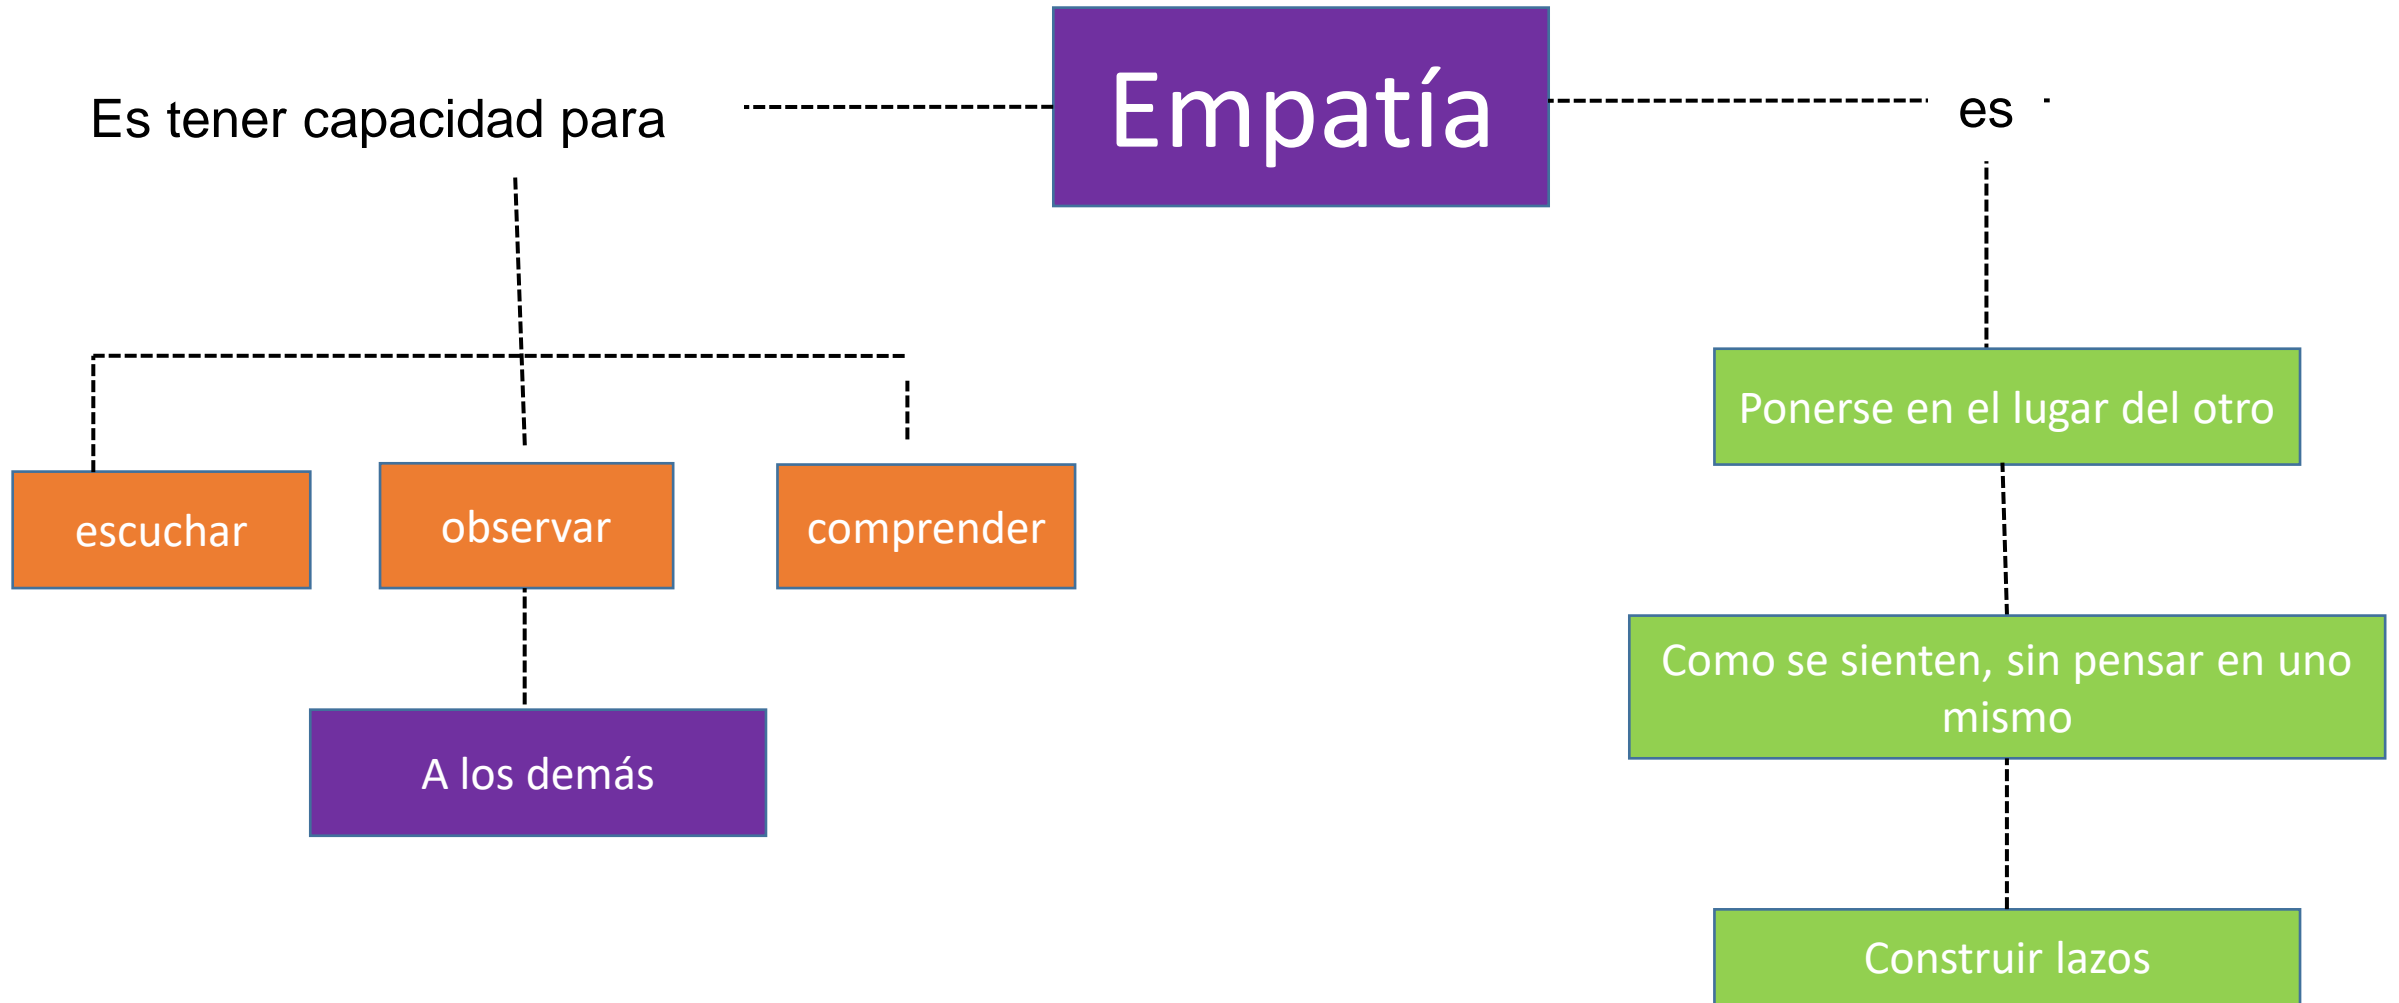 Empatía
Es tener capacidad para
es
escuchar
observar
comprender
A los demás
Ponerse en el lugar del otro
Como se sienten, sin pensar en uno
mismo
Construir lazos